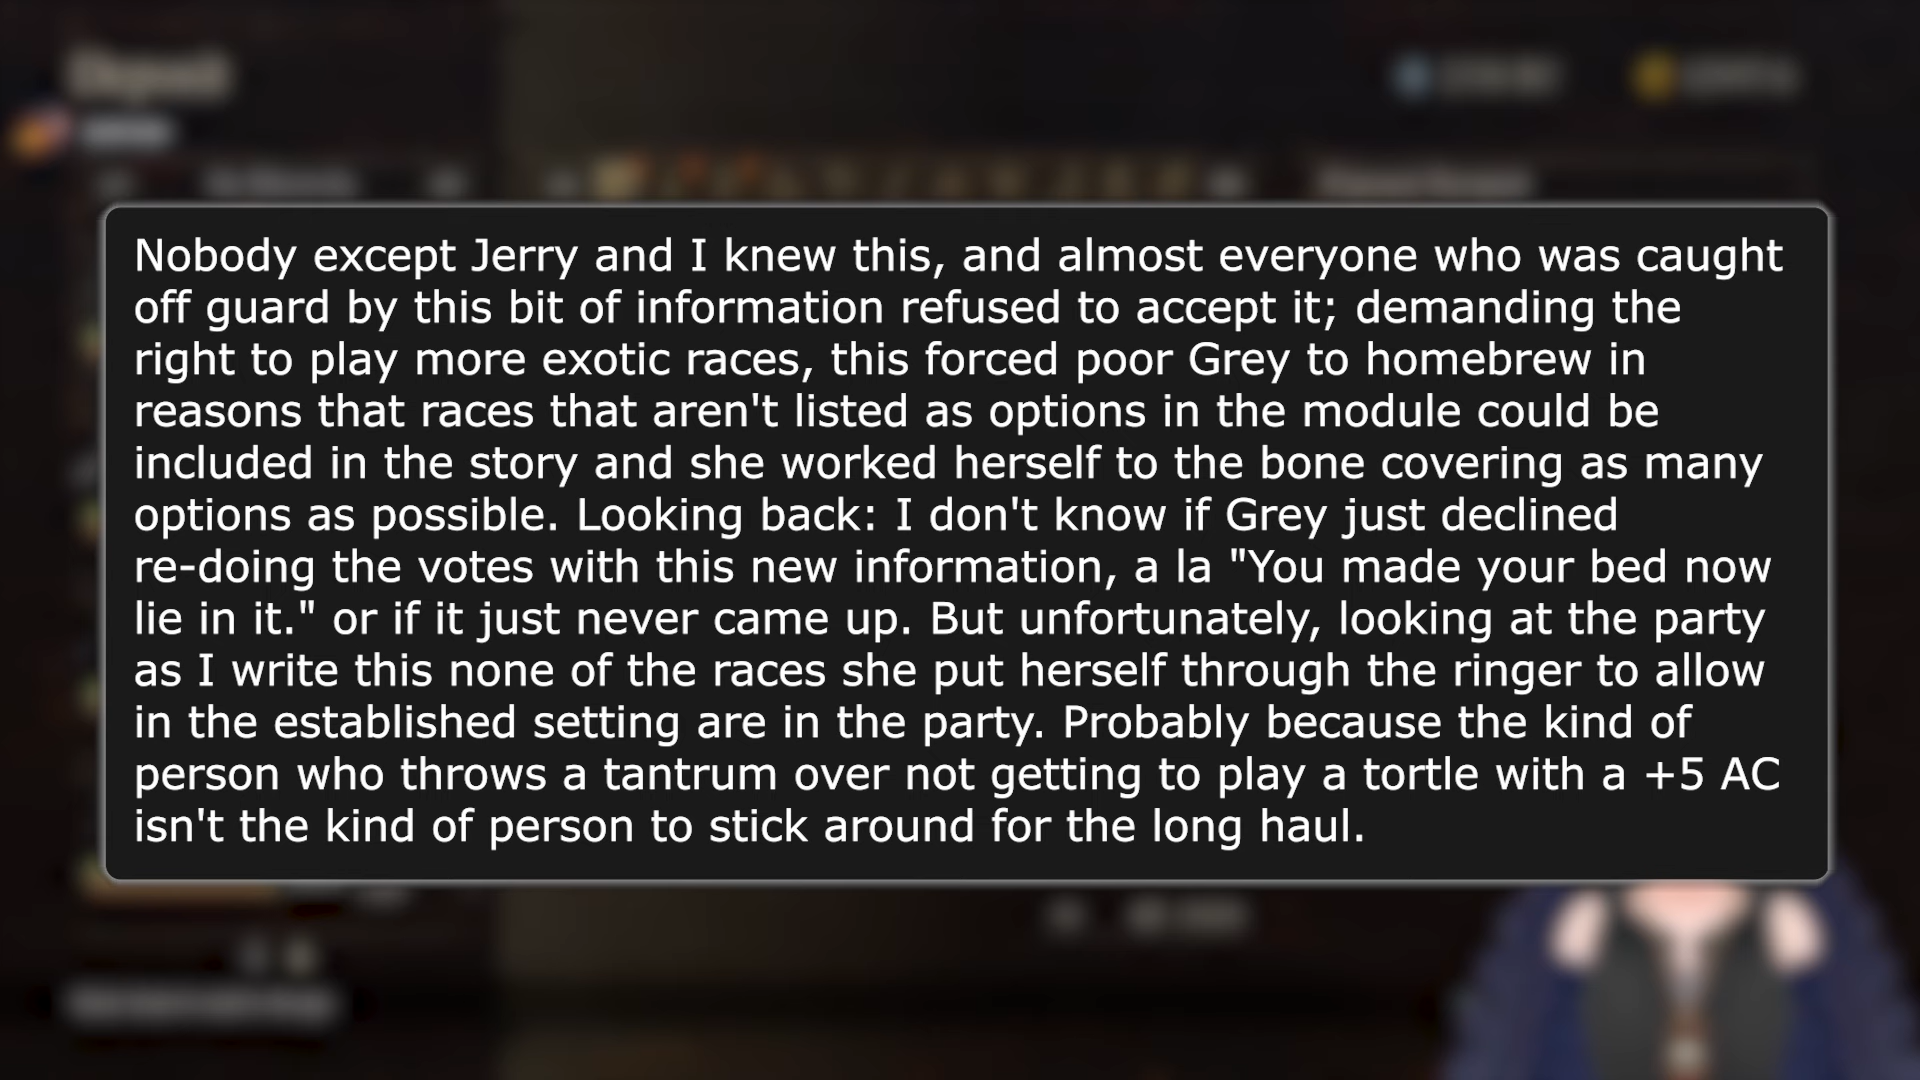 Nobody except Jerry and I knew this, and almost everyone who was caught
off guard by this bit of information refused to accept it; demanding the
right to play more exotic races, this forced poor Grey to homebrew in
reasons that races that aren't listed as options in the module could be
included in the story and she worked herself to the bone covering as many
options as possible. Looking back: I don't know if Grey just declined
re-doing the votes with this new information, a la "You made your bed now
lie in it." or if it just never came up. But unfortunately, looking at the party
as I write this none of the races she put herself through the ringer to allow
in the established setting are in the party. Probably because the kind of
person who throws a tantrum over not getting to play a tortle with a +5 AC
isn't the kind of person to stick around for the long haul.